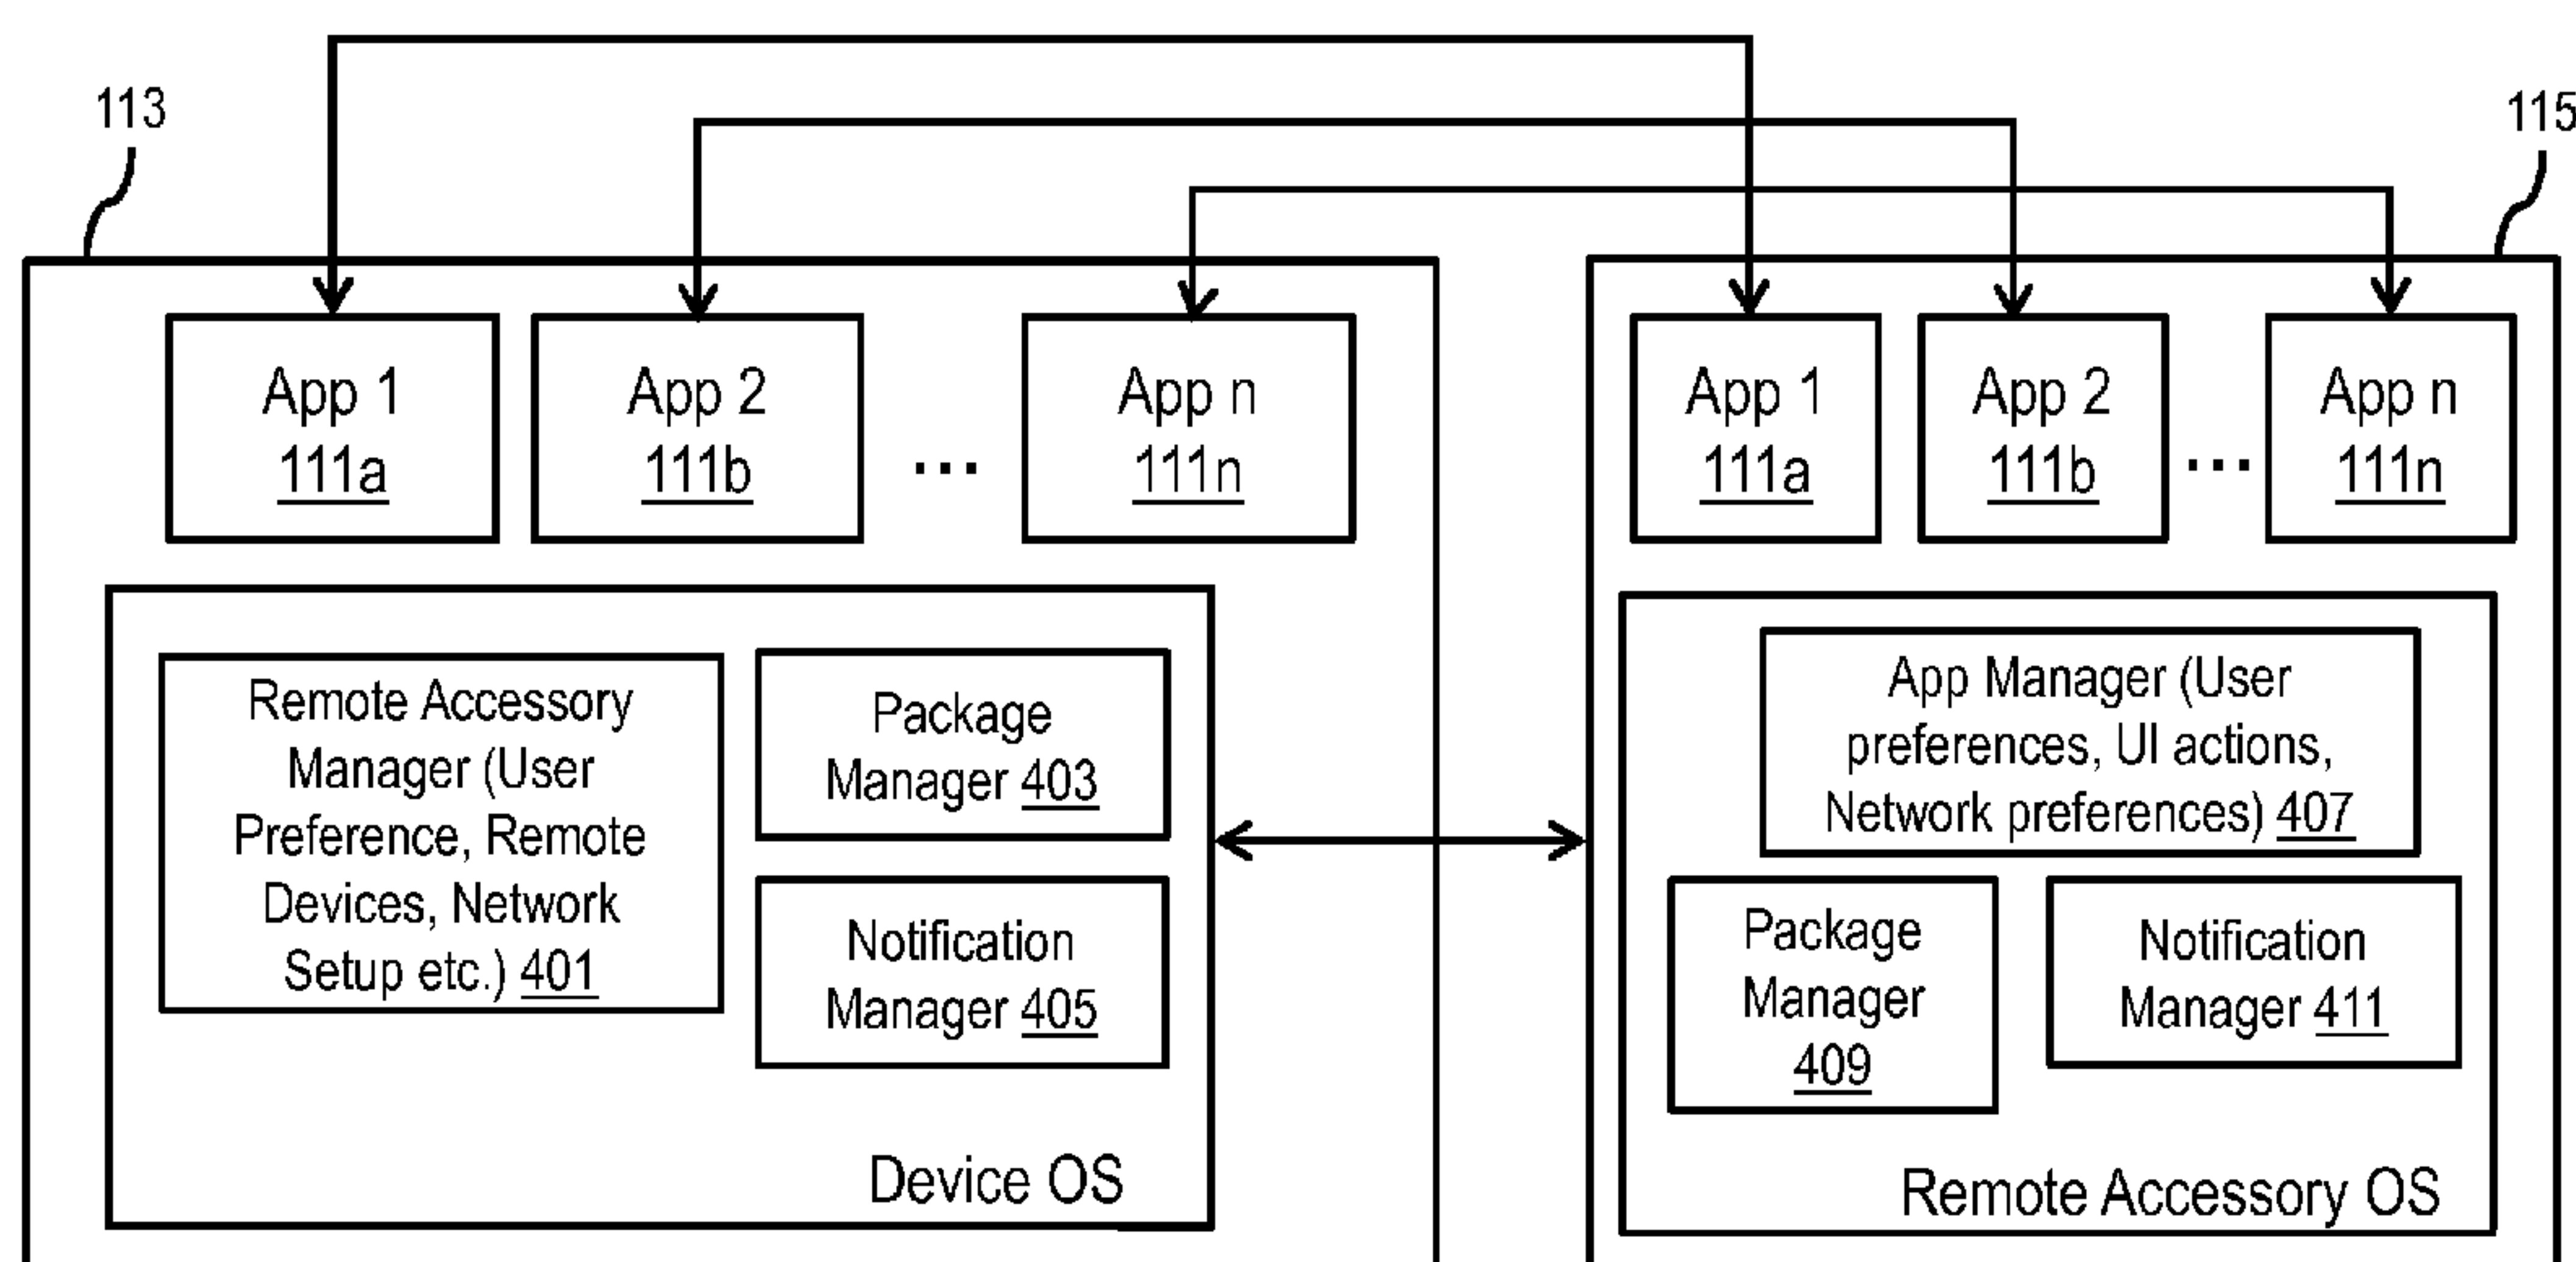 113
115
App 1
111a
App 2
111b
...
App n
111n
App 1
111a
App 2
111b
...
App n
111n
Remote Accessory
Manager (User
Preference, Remote
Devices, Network
Setup etc.) 401
Package
Manager 403
Notification
Manager 405
Device OS
App Manager (User
preferences, UI actions,
Network preferences) 407
Package
Manager
409
Notification
Manager 411
Remote Accessory OS